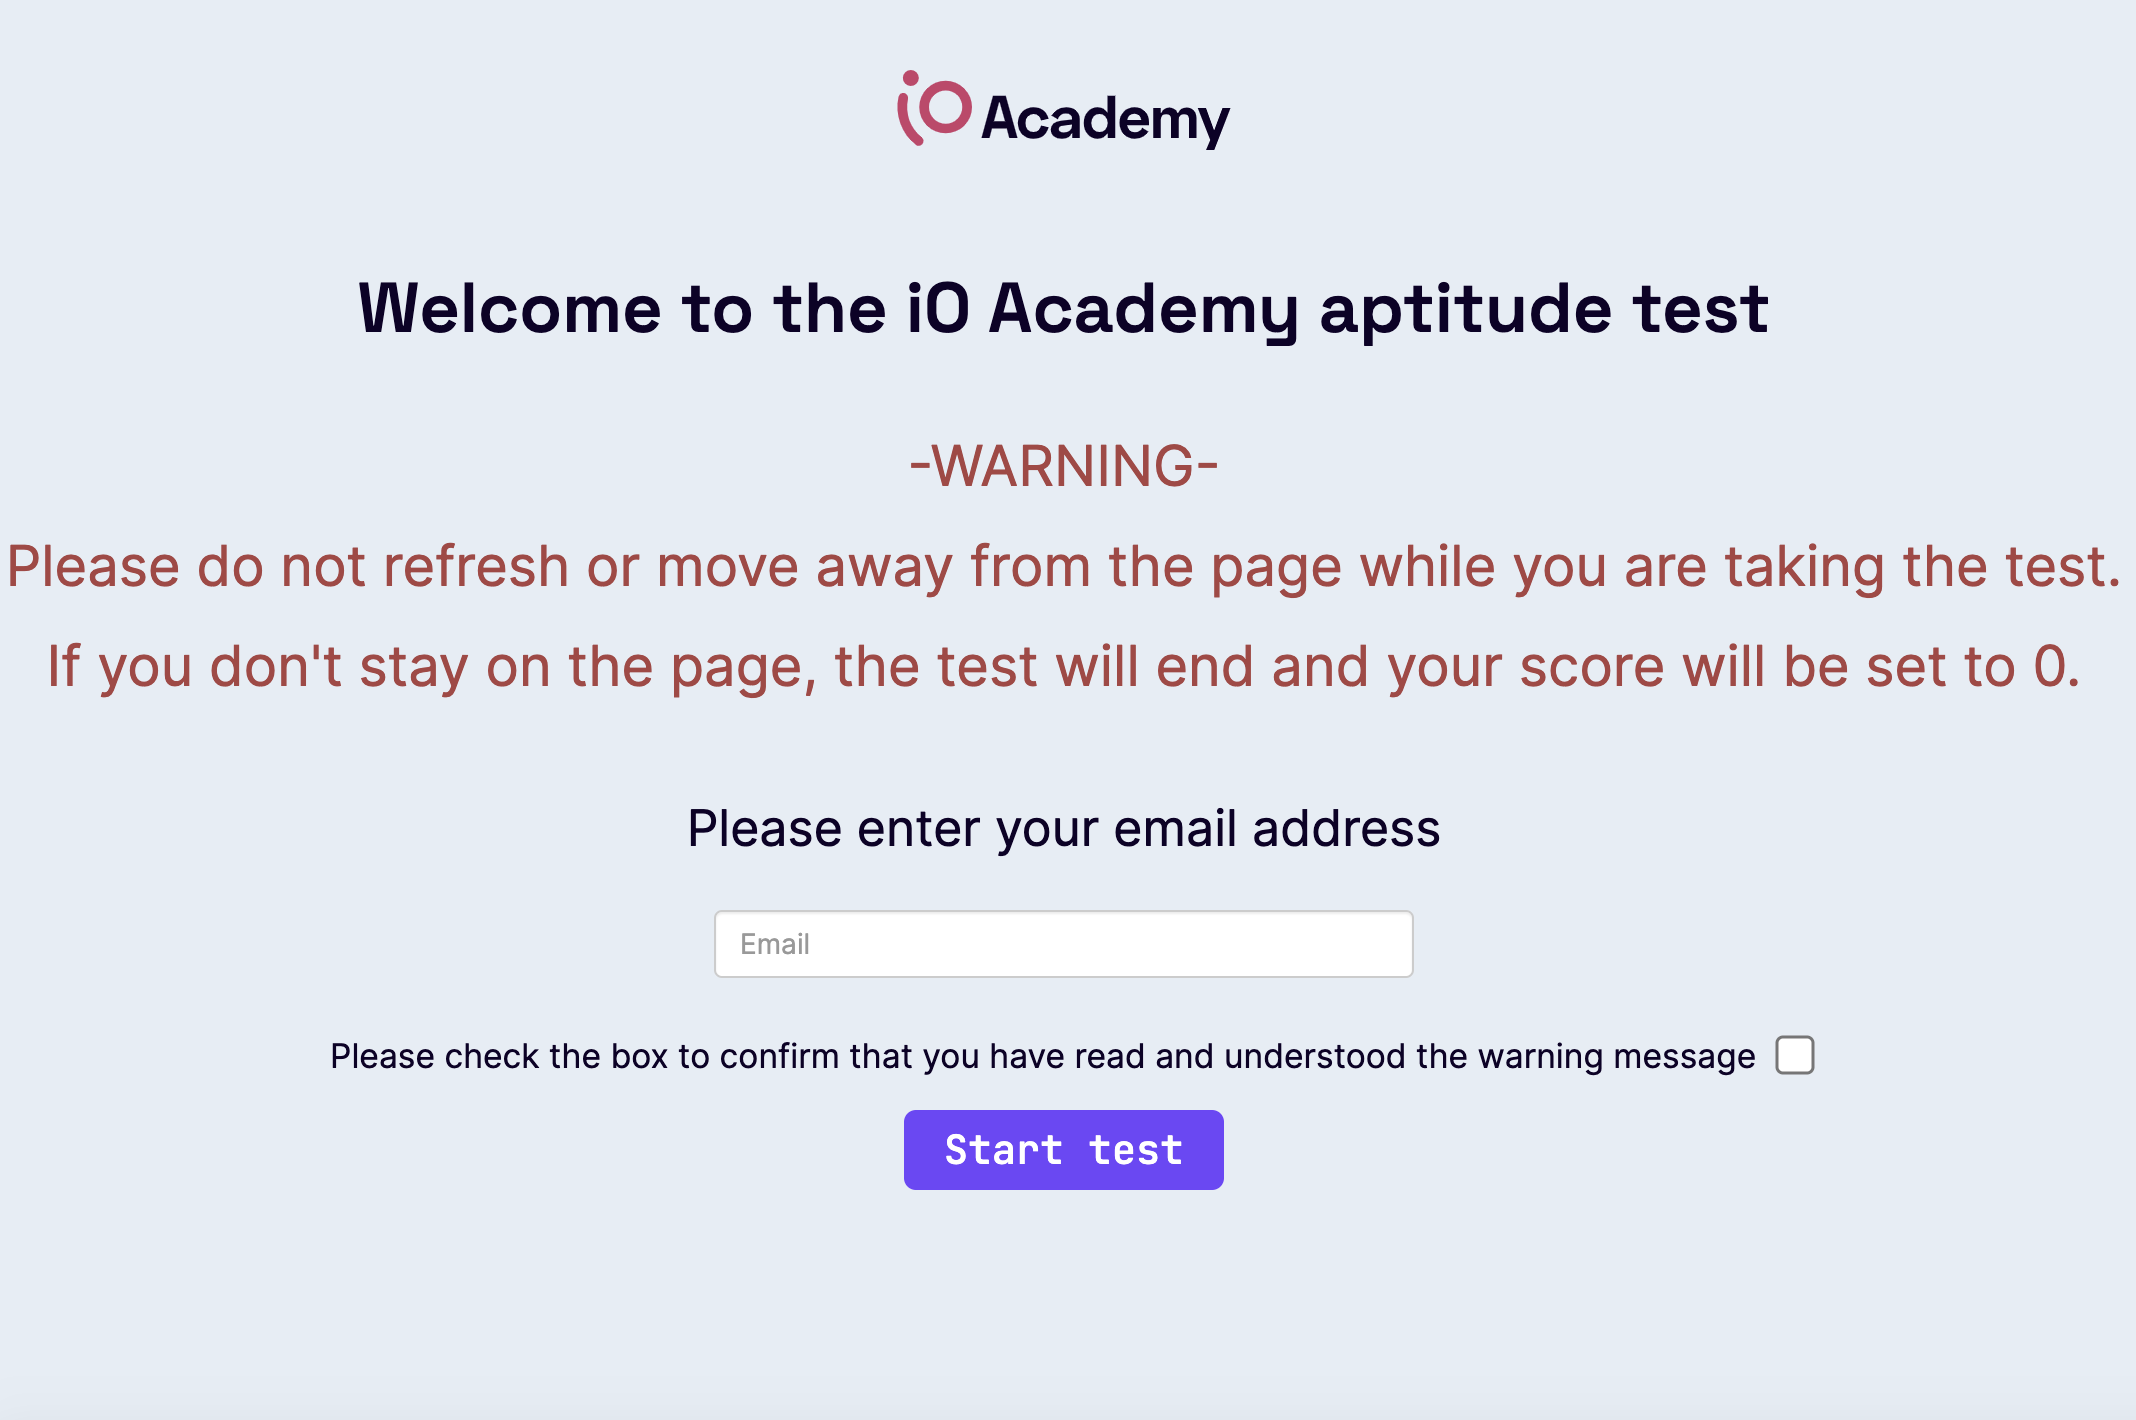 iO Academy
Welcome to the iO Academy aptitude test
-WARNING-
Please do not refresh or move away from the page while you are taking the test.
If you don't stay on the page, the test will end and your score will be set to 0.
Please enter your email address
Email
Please check the box to confirm that you have read and understood the warning message
Start test